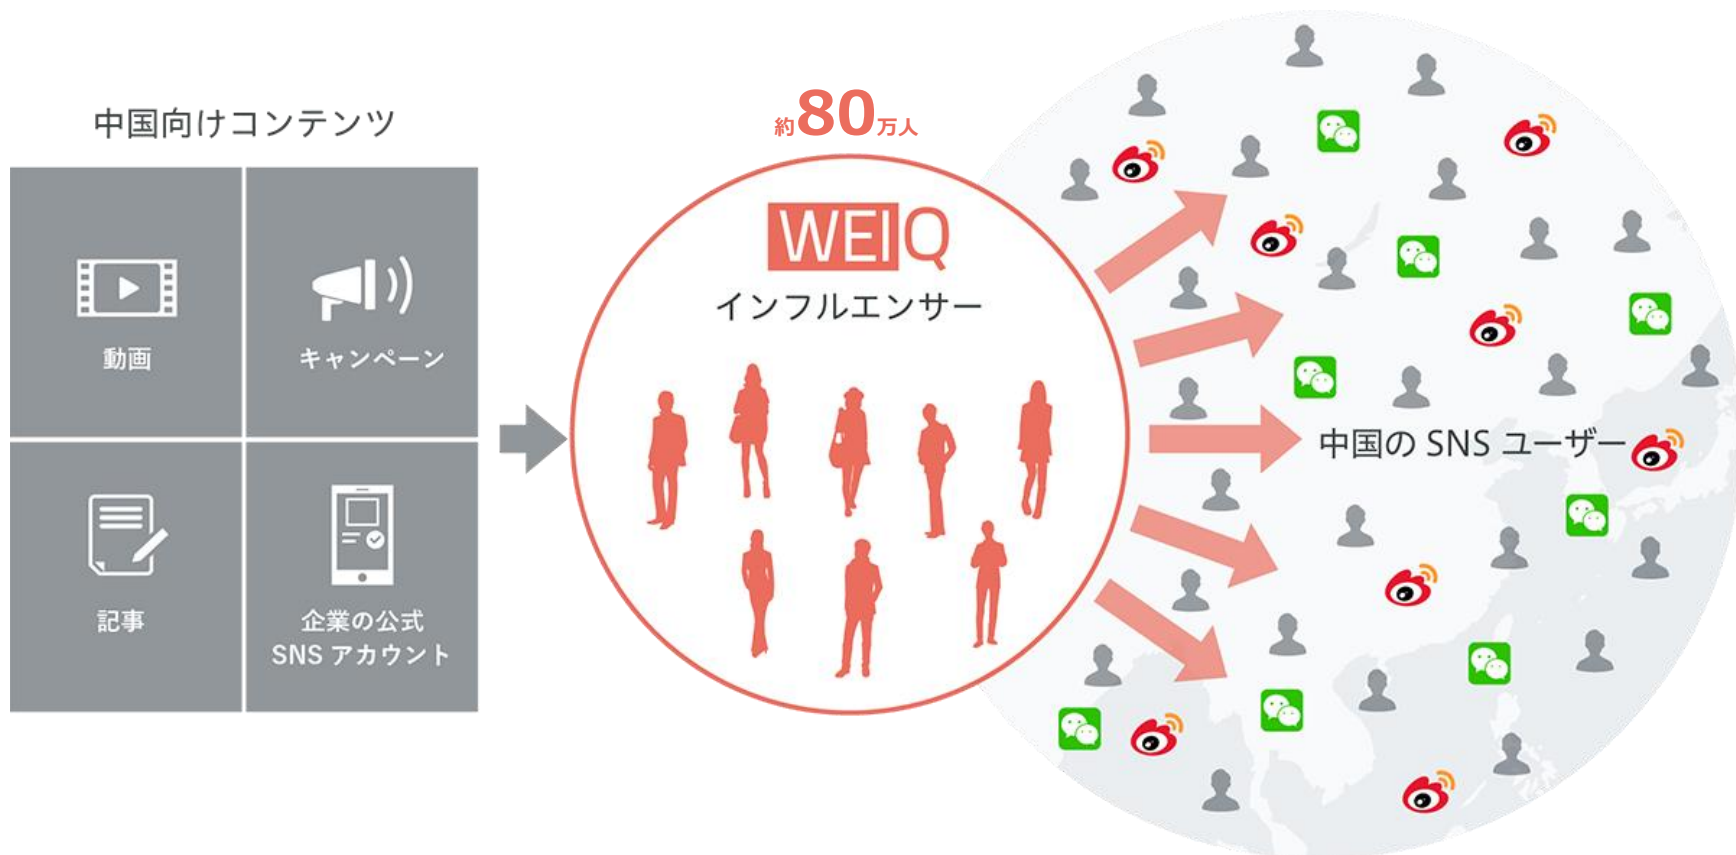 中国向けコンテンツ
動画
キャンペーン
記事
企業の公式
SNS アカウント
約80万人
WEIQ
インフルエンサー
中国の SNS ユーザー